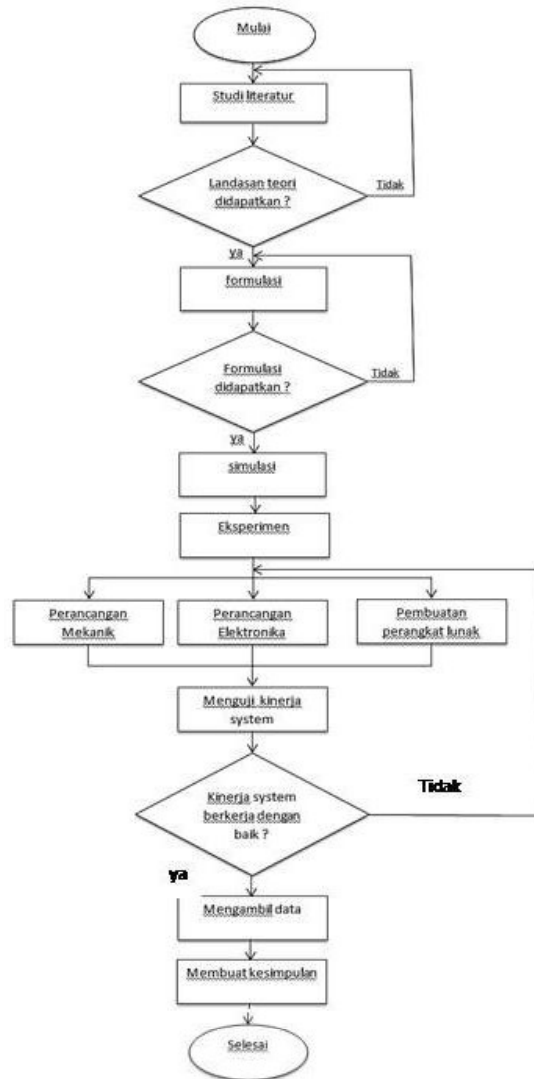 Mulai
Studi literatur
Landasan teori
didapatkan ?
Tidak
ya
formulasi
Formulasi
didapatkan ?
Tidak
ya
simulasi
Eksperimen
Perancangan
Mekanik
Perancangan
Elektronika
Pembuatan
perangkat lunak
Menguji kinerja
system
Kinerja system
berkerja dengan
baik ?
Tidak
ya
Mengambil data
Membuat kesimpulan
Selesai